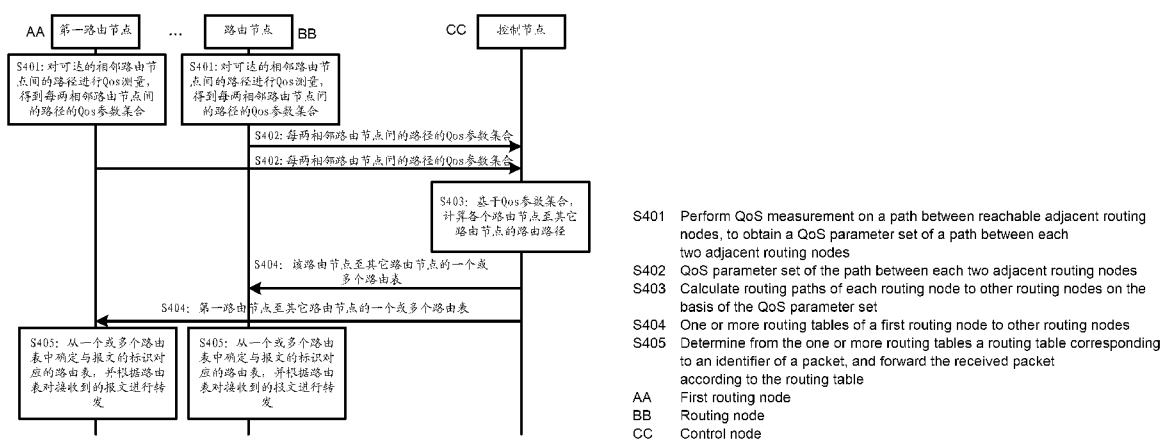 AA 第一路由节点 ... 路由节点 BB CC 控制节点
S401:对可达的相邻路由节
点间的路径进行Qos测量，
得到每两相邻路由节点间
的路径的Qos参数集合
S401:对可达的相邻路由节
点间的路径进行Qos测量，
得到每两相邻路由节点间
的路径的Qos参数集合
S402:每两相邻路由节点间的路径的Qos参数集合
S402:每两相邻路由节点间的路径的Qos参数集合
S403: 基于Qos参数集合，
计算各个路由节点至其它
路由节点的路由路径
S404: 该路由节点至其它路由节点的一个或
多个路由表
S404: 第一路由节点至其它路由节点的一个或多个路由表
S405: 从一个或多个路由
表中确定与报文的标识对
应的路由表，并根据路由
表对接收到的报文进行转
发
S405: 从一个或多个路由
表中确定与报文的标识对
应的路由表，并根据路由
表对接收到的报文进行转
发
S401 Perform QoS measurement on a path between reachable adjacent routing
nodes, to obtain a QoS parameter set of a path between each
two adjacent routing nodes
S402 QoS parameter set of the path between each two adjacent routing nodes
S403 Calculate routing paths of each routing node to other routing nodes on the
basis of the QoS parameter set
S404 One or more routing tables of a first routing node to other routing nodes
S405 Determine from the one or more routing tables a routing table corresponding
to an identifier of a packet, and forward the received packet
according to the routing table
AA First routing node
BB Routing node
CC Control node